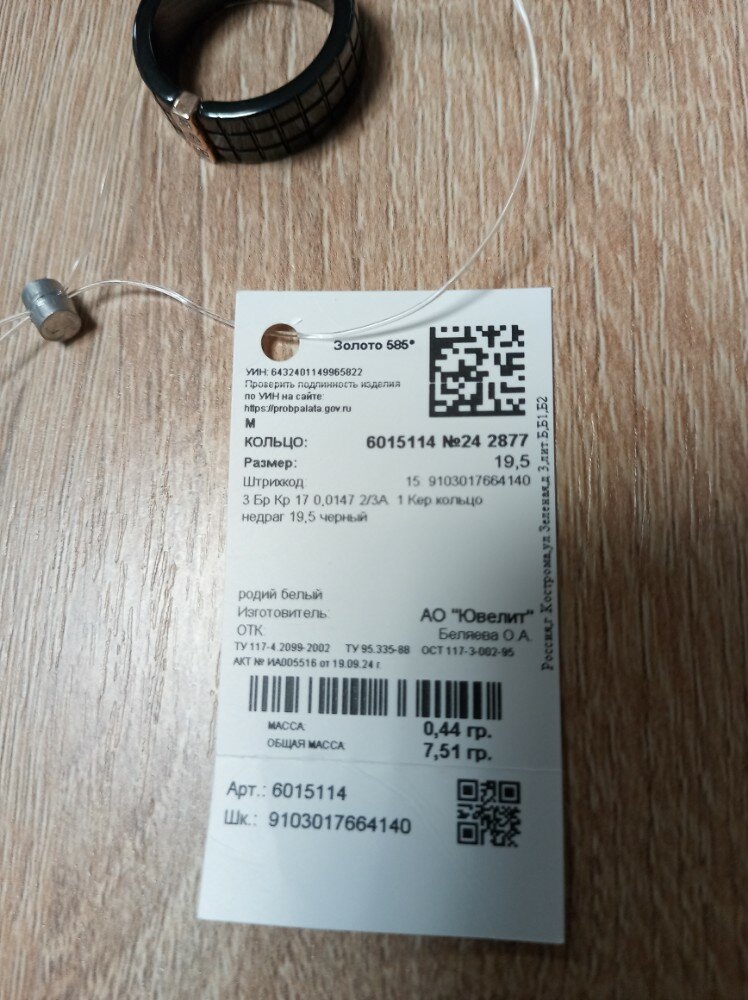 Золото 585*
УИН: 6432401149965822
Проверить подлинность изделия
по УИН на сайте:
https://probpalata.gov.ru
М
КОЛЬЦО: 6015114 №24 2877
Размер: 19,5
Штрихкод: 15 9103017664140
3 Бр Кр 17 0,0147 2/3А 1 Кер кольцо
недраг 19,5 черный
родий белый
Изготовитель: АО "Ювелит"
ОТК: Беляева О.А.
ТУ 117-4.2099-2002 ТУ 95.335-88 ОСТ 117-3-002-95
АКТ № ИА005516 от 19.09.24 г.
МАССА: 0,44 гр.
ОБЩАЯ МАССА: 7,51 гр.
Арт.: 6015114
Шк.: 9103017664140
Россия,г Кострома,ул Зеленая,д 3,лит Б,Б1,Б2